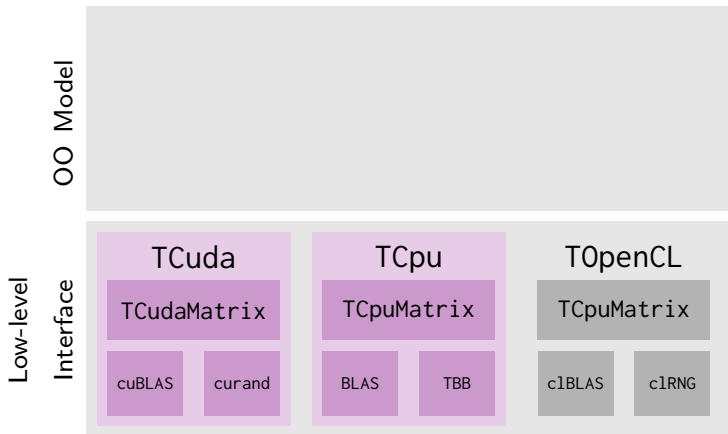 OO Model
Low-level
Interface
TCuda
TCudaMatrix
cuBLAS
curand
TCpu
TCpuMatrix
BLAS
TBB
TOpenCL
TCpuMatrix
clBLAS
clRNG